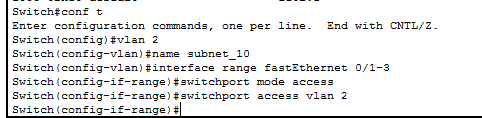 Switch#conf t
Enter configuration commands, one per line.  End with CNTL/Z.
Switch(config)#vlan 2
Switch(config-vlan)#name subnet_10
Switch(config-vlan)#interface range fastEthernet 0/1-3
Switch(config-if-range)#switchport mode access
Switch(config-if-range)#switchport access vlan 2
Switch(config-if-range)#